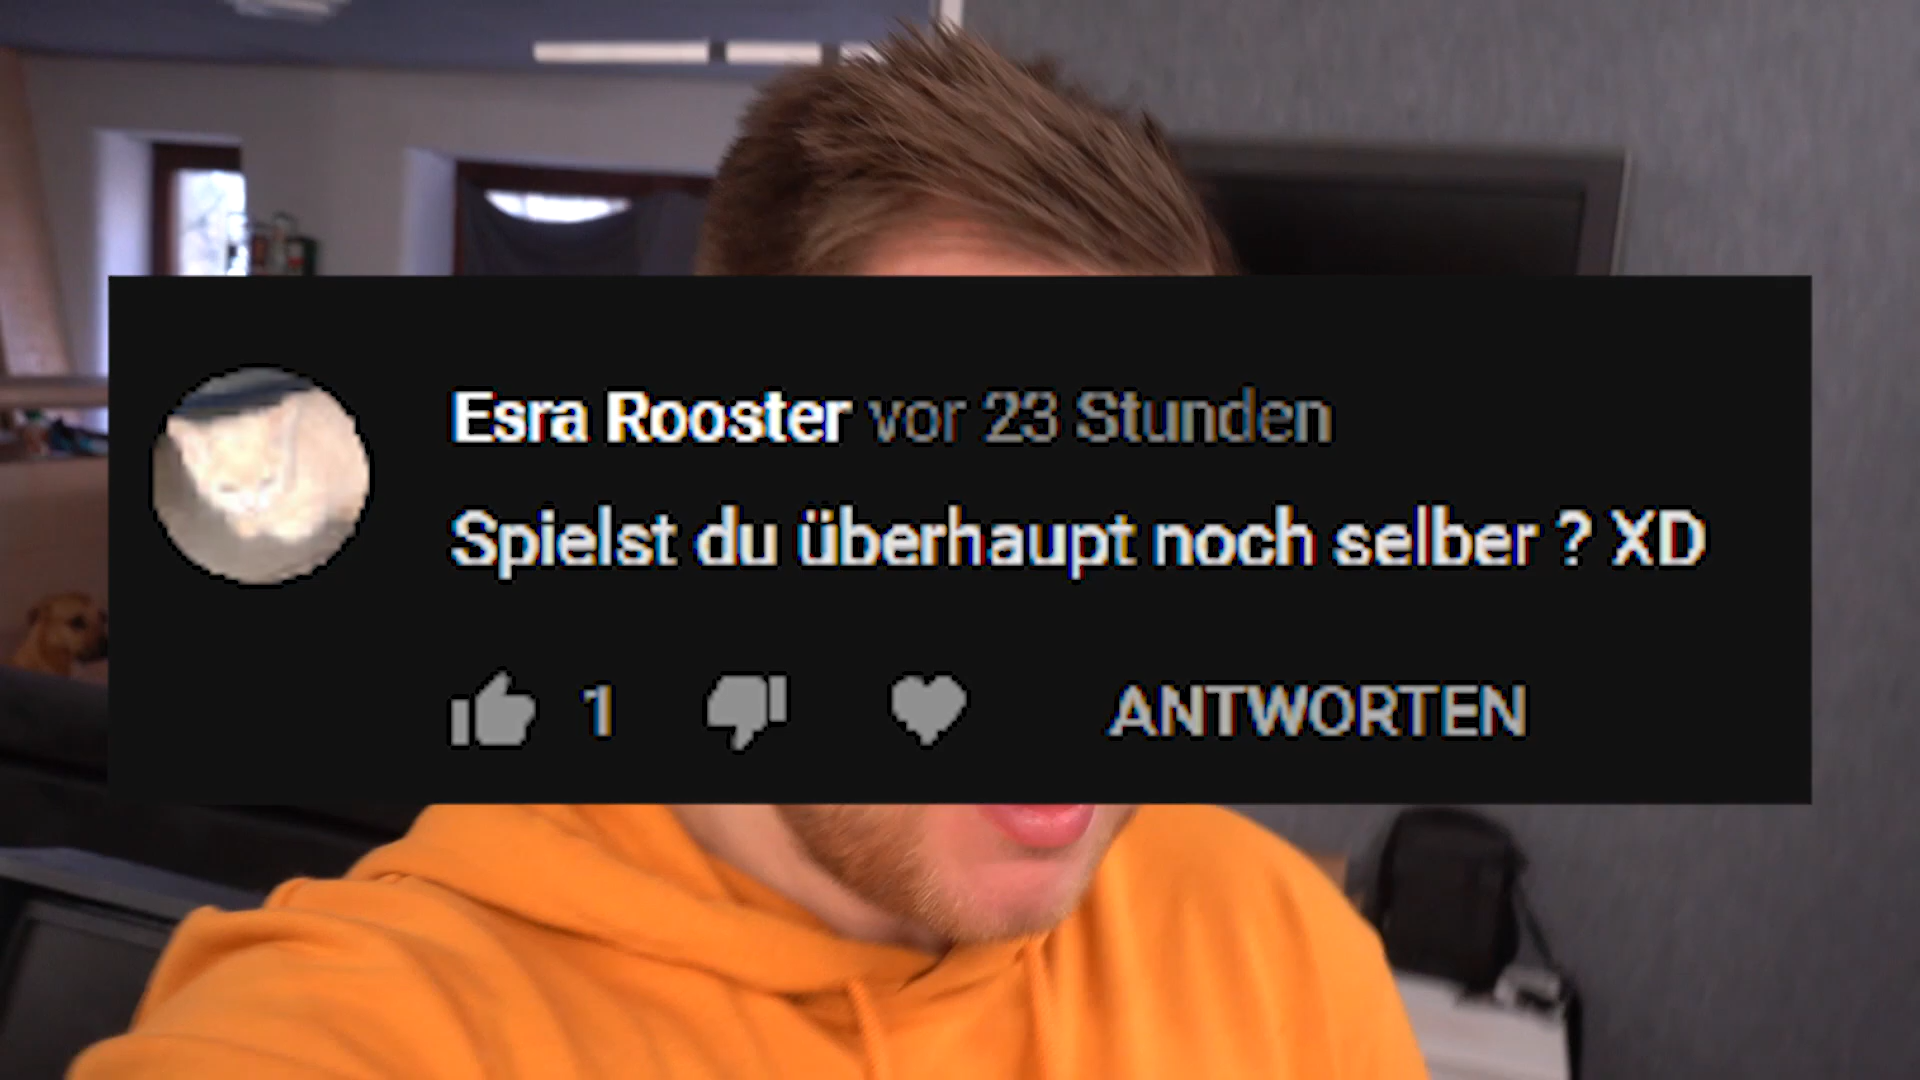 Esra Rooster vor 23 Stunden
Spielst du überhaupt noch selber ? XD
1 ANTWORTEN